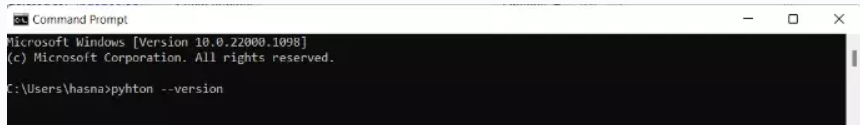 Command Prompt
Microsoft Windows [Version 10.0.22000.1098]
(c) Microsoft Corporation. All rights reserved.
C:\Users\hasna>pyhton --version